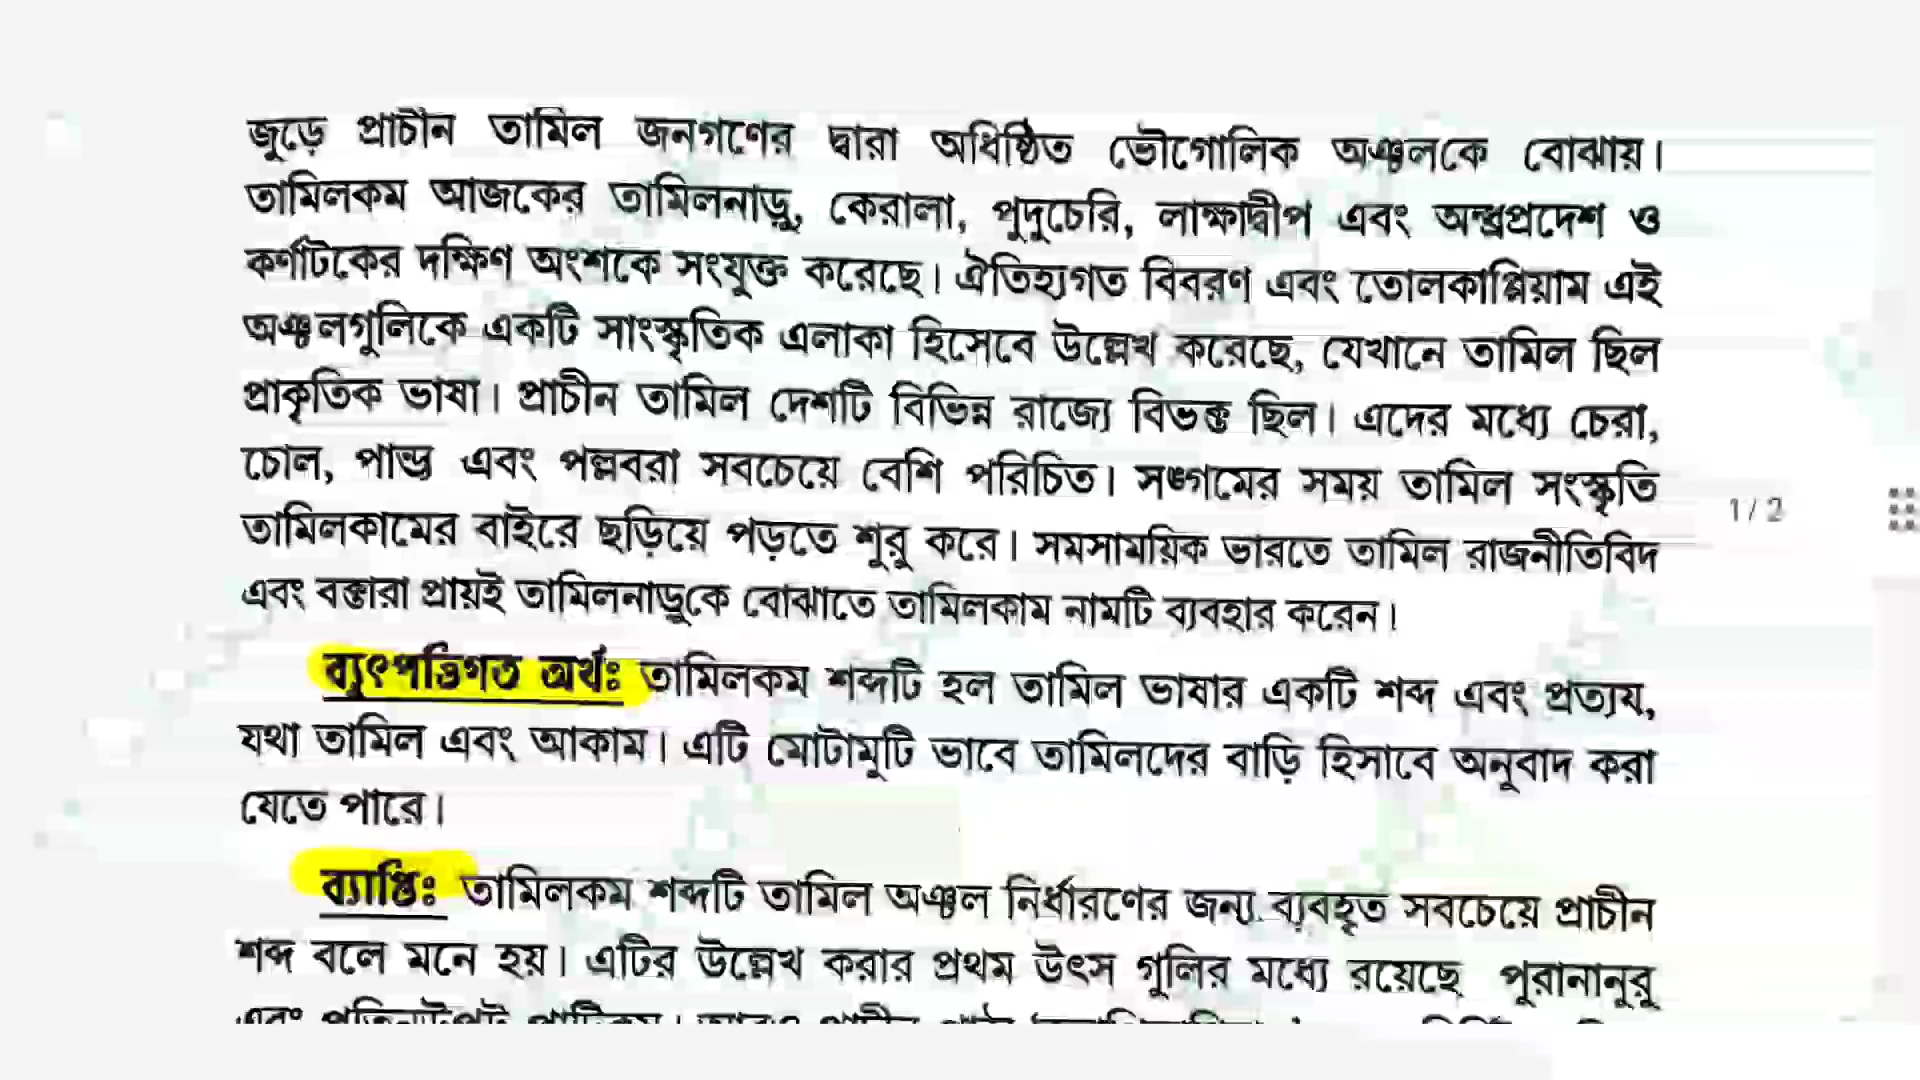 জুড়ে প্রাচীন তামিল জনগণের দ্বারা অধিষ্ঠিত ভৌগোলিক অঞ্চলকে বোঝায়।
তামিলকম আজকের তামিলনাড়ু, কেরালা, পুদুচেরি, লাক্ষাদ্বীপ এবং অন্ধ্রপ্রদেশ ও
কর্ণাটকের দক্ষিণ অংশকে সংযুক্ত করেছে। ঐতিহ্যগত বিবরণ এবং তোলকাপ্পিয়াম এই
অঞ্চলগুলিকে একটি সাংস্কৃতিক এলাকা হিসেবে উল্লেখ করেছে, যেখানে তামিল ছিল
প্রাকৃতিক ভাষা। প্রাচীন তামিল দেশটি বিভিন্ন রাজ্যে বিভক্ত ছিল। এদের মধ্যে চেরা,
চোল, পান্ড্য এবং পল্লবরা সবচেয়ে বেশি পরিচিত। সঙ্গমের সময় তামিল সংস্কৃতি
তামিলকামের বাইরে ছড়িয়ে পড়তে শুরু করে। সমসাময়িক ভারতে তামিল রাজনীতিবিদ
এবং বক্তারা প্রায়ই তামিলনাড়ুকে বোঝাতে তামিলকাম নামটি ব্যবহার করেন।
1 / 2
ব্যুৎপত্তিগত অর্থঃ তামিলকম শব্দটি হল তামিল ভাষার একটি শব্দ এবং প্রত্যয,
যথা তামিল এবং আকাম। এটি মোটামুটি ভাবে তামিলদের বাড়ি হিসাবে অনুবাদ করা
যেতে পারে।
ব্যাপ্তিঃ তামিলকম শব্দটি তামিল অঞ্চল নির্ধারণের জন্য ব্যবহৃত সবচেয়ে প্রাচীন
শব্দ বলে মনে হয়। এটির উল্লেখ করার প্রথম উৎস গুলির মধ্যে রয়েছে পুরানানুরু